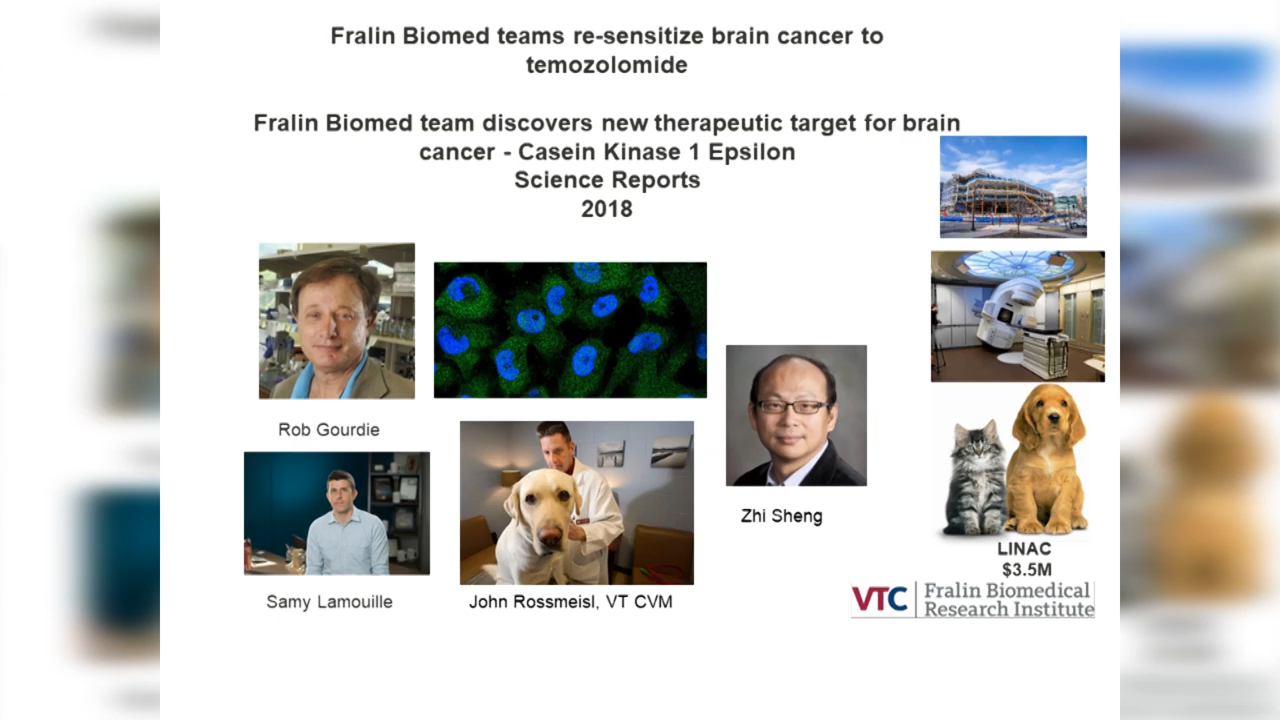 Fralin Biomed teams re-sensitize brain cancer to
temozolomide
Fralin Biomed team discovers new therapeutic target for brain
cancer - Casein Kinase 1 Epsilon
Science Reports
2018
Rob Gourdie
Samy Lamouille
John Rossmeisl, VT CVM
Zhi Sheng
LINAC
$3.5M
VTC Fralin Biomedical
Research Institute